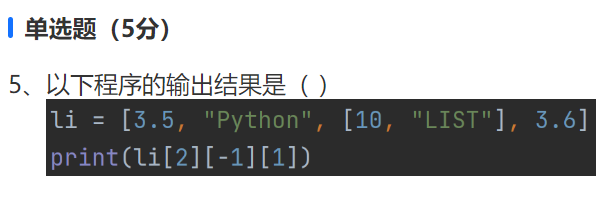 单选题（5分）
5、以下程序的输出结果是（ ）
li = [3.5, "Python", [10, "LIST"], 3.6]
print(li[2][-1][1])